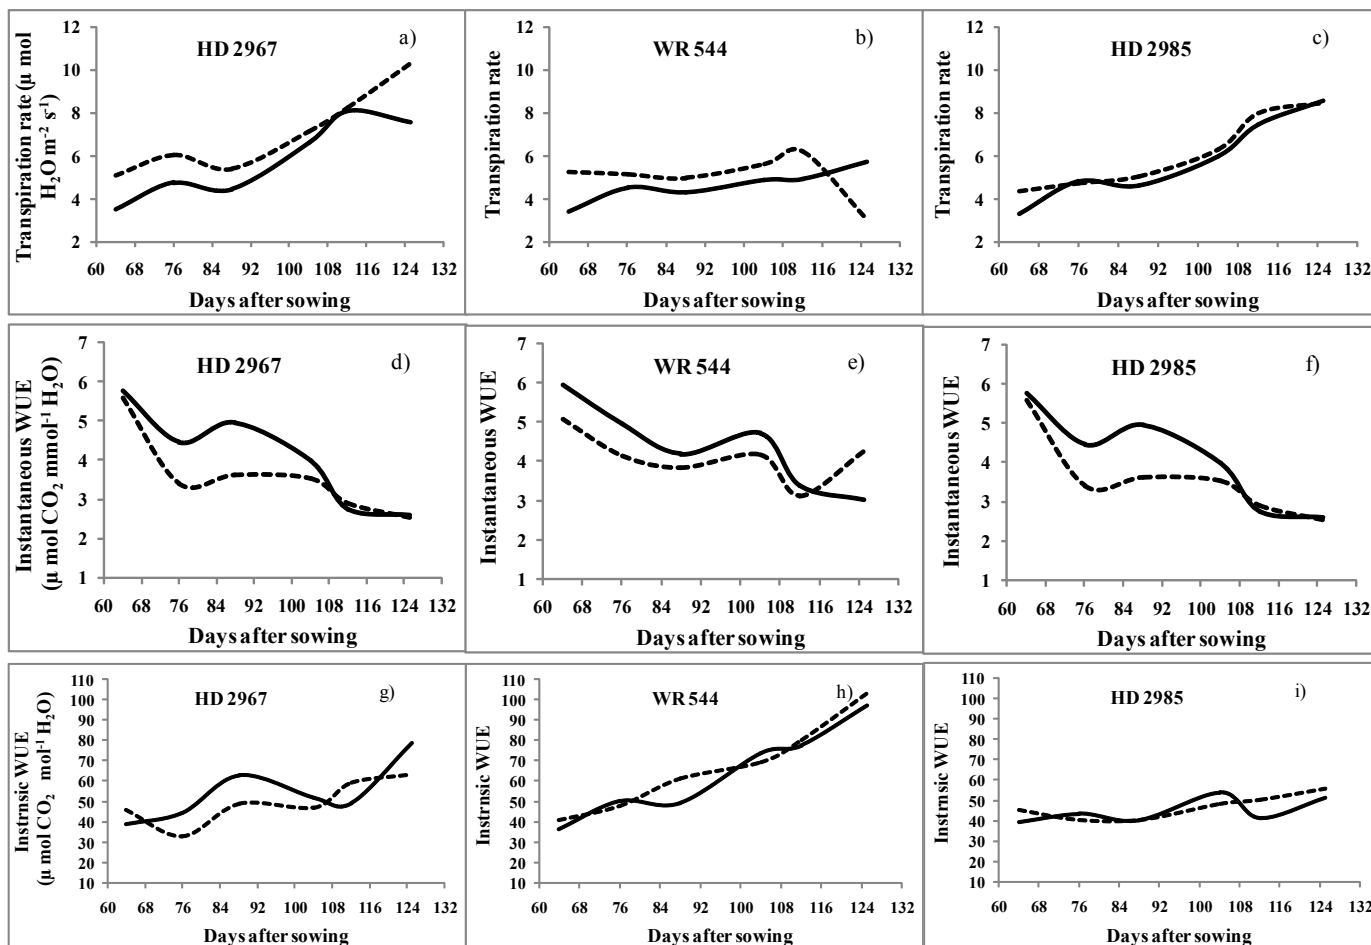 Transpiration rate (µ mol
H₂O m⁻² s⁻¹)
12
10
8
6
4
2
HD 2967
a)
60 68 76 84 92 100 108 116 124 132
Days after sowing
Transpiration rate
12
10
8
6
4
2
WR 544
b)
60 68 76 84 92 100 108 116 124 132
Days after sowing
Transpiration rate
12
10
8
6
4
2
HD 2985
c)
60 68 76 84 92 100 108 116 124 132
Days after sowing
Instantaneous WUE
(µ mol CO₂ mmol⁻¹ H₂O)
7
6
5
4
3
2
1
HD 2967
d)
60 68 76 84 92 100 108 116 124 132
Days after sowing
Instantaneous WUE
7
6
5
4
3
2
1
WR 544
e)
60 68 76 84 92 100 108 116 124 132
Days after sowing
Instantaneous WUE
7
6
5
4
3
2
1
HD 2985
f)
60 68 76 84 92 100 108 116 124 132
Days after sowing
Instrnsic WUE
(µ mol CO₂ mol⁻¹ H₂O)
110
100
90
80
70
60
50
40
30
20
10
HD 2967
g)
60 68 76 84 92 100 108 116 124 132
Days after sowing
Instrnsic WUE
110
100
90
80
70
60
50
40
30
20
10
WR 544
h)
60 68 76 84 92 100 108 116 124 132
Days after sowing
Instrnsic WUE
110
100
90
80
70
60
50
40
30
20
10
HD 2985
i)
60 68 76 84 92 100 108 116 124 132
Days after sowing